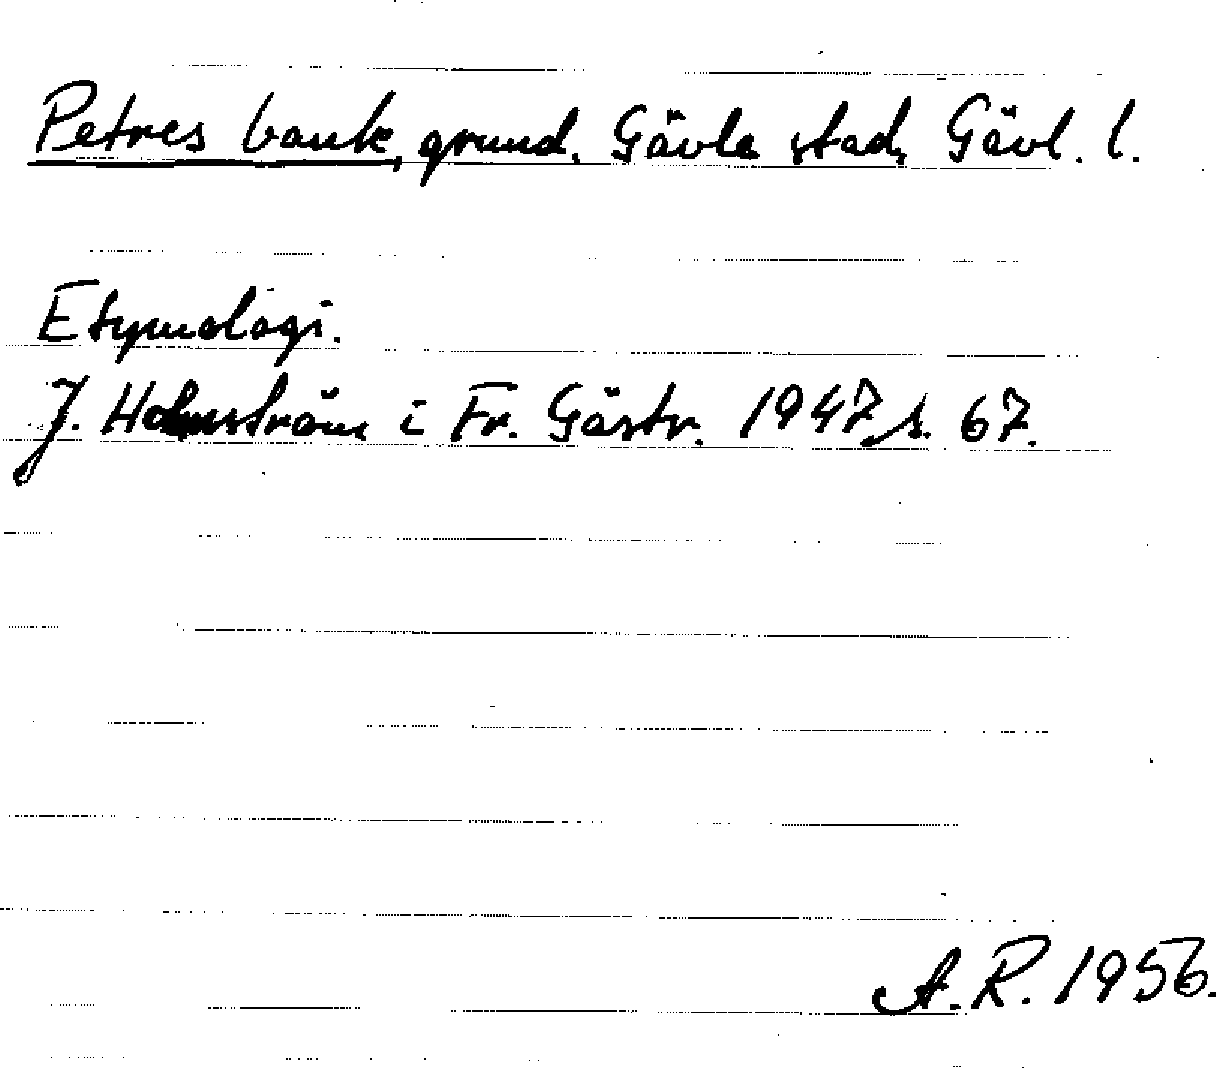 Petres bank, grund. Gävle stad, Gävl. l.
Etymologi.
J. Holmström i Fr. Gästr. 1947, s. 67.
A.R. 1956.